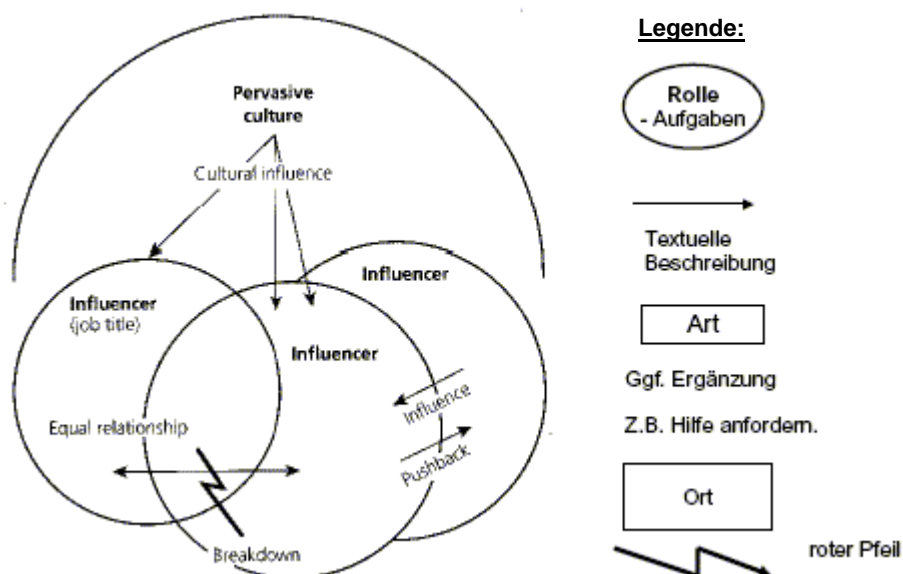 Pervasive
culture
Cultural influence
Influencer
(job title)
Influencer
Influencer
Influence
Pushback
Equal relationship
Breakdown
Legende:
Rolle
- Aufgaben
Textuelle
Beschreibung
Art
Ggf. Ergänzung
Z.B. Hilfe anfordern.
Ort
roter Pfeil